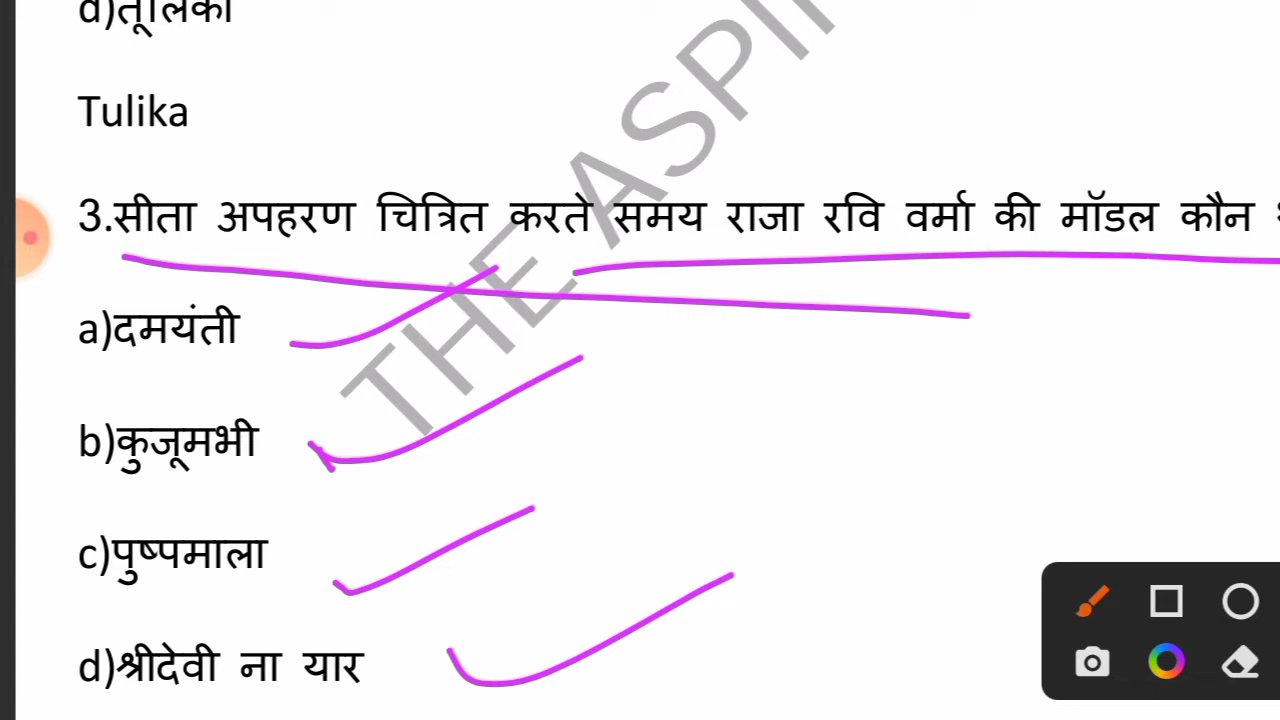 d)तूलिका
Tulika
3.सीता अपहरण चित्रित करते समय राजा रवि वर्मा की मॉडल कौन
a)दमयंती
b)कुजूमभी
c)पुष्पमाला
d)श्रीदेवी ना यार
THE ASPI